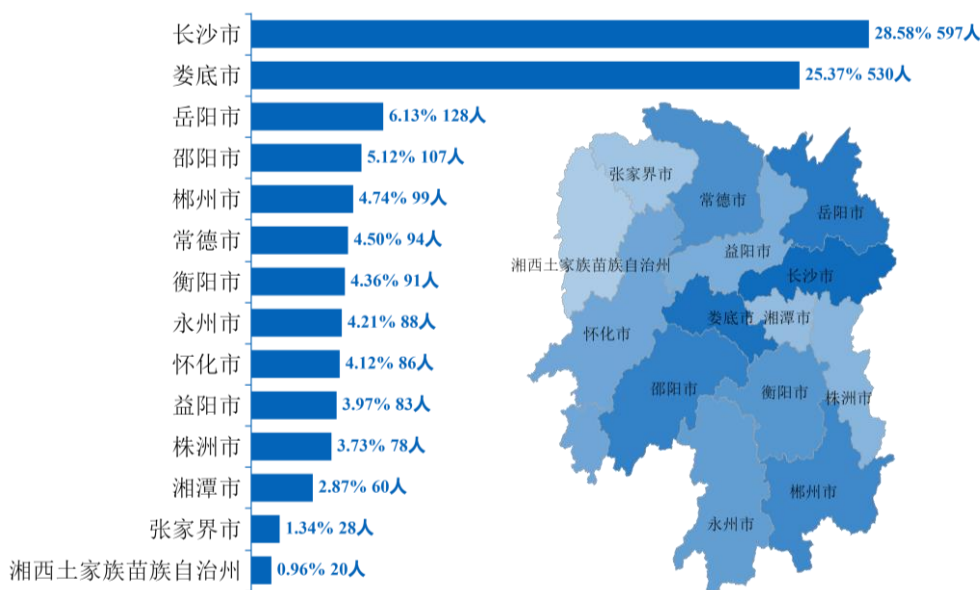 长沙市 28.58% 597人
娄底市 25.37% 530人
岳阳市 6.13% 128人
邵阳市 5.12% 107人
郴州市 4.74% 99人
常德市 4.50% 94人
衡阳市 4.36% 91人
永州市 4.21% 88人
怀化市 4.12% 86人
益阳市 3.97% 83人
株洲市 3.73% 78人
湘潭市 2.87% 60人
张家界市 1.34% 28人
湘西土家族苗族自治州 0.96% 20人
张家界市
常德市
岳阳市
益阳市
湘西土家族苗族自治州
长沙市
娄底市
湘潭市
怀化市
邵阳市
衡阳市
株洲市
郴州市
永州市